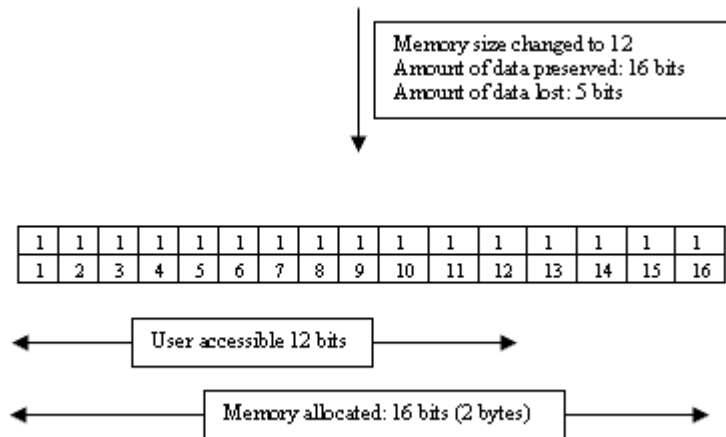 Memory size changed to 12
Amount of data preserved: 16 bits
Amount of data lost: 5 bits
1 1 1 1 1 1 1 1 1 1 1 1 1 1 1 1
1 2 3 4 5 6 7 8 9 10 11 12 13 14 15 16
User accessible 12 bits
Memory allocated: 16 bits (2 bytes)